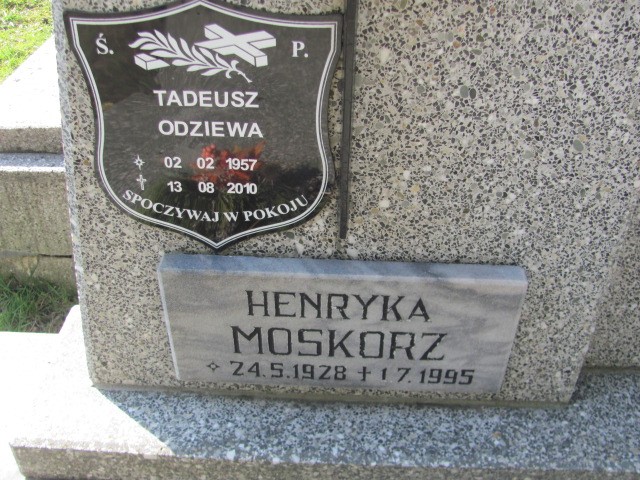 Ś. P.
TADEUSZ
ODZIEWA
02 02 1957
13 08 2010
SPOCZYWAJ W POKOJU
HENRYKA
MOSKORZ
24.5.1928 1.7.1995